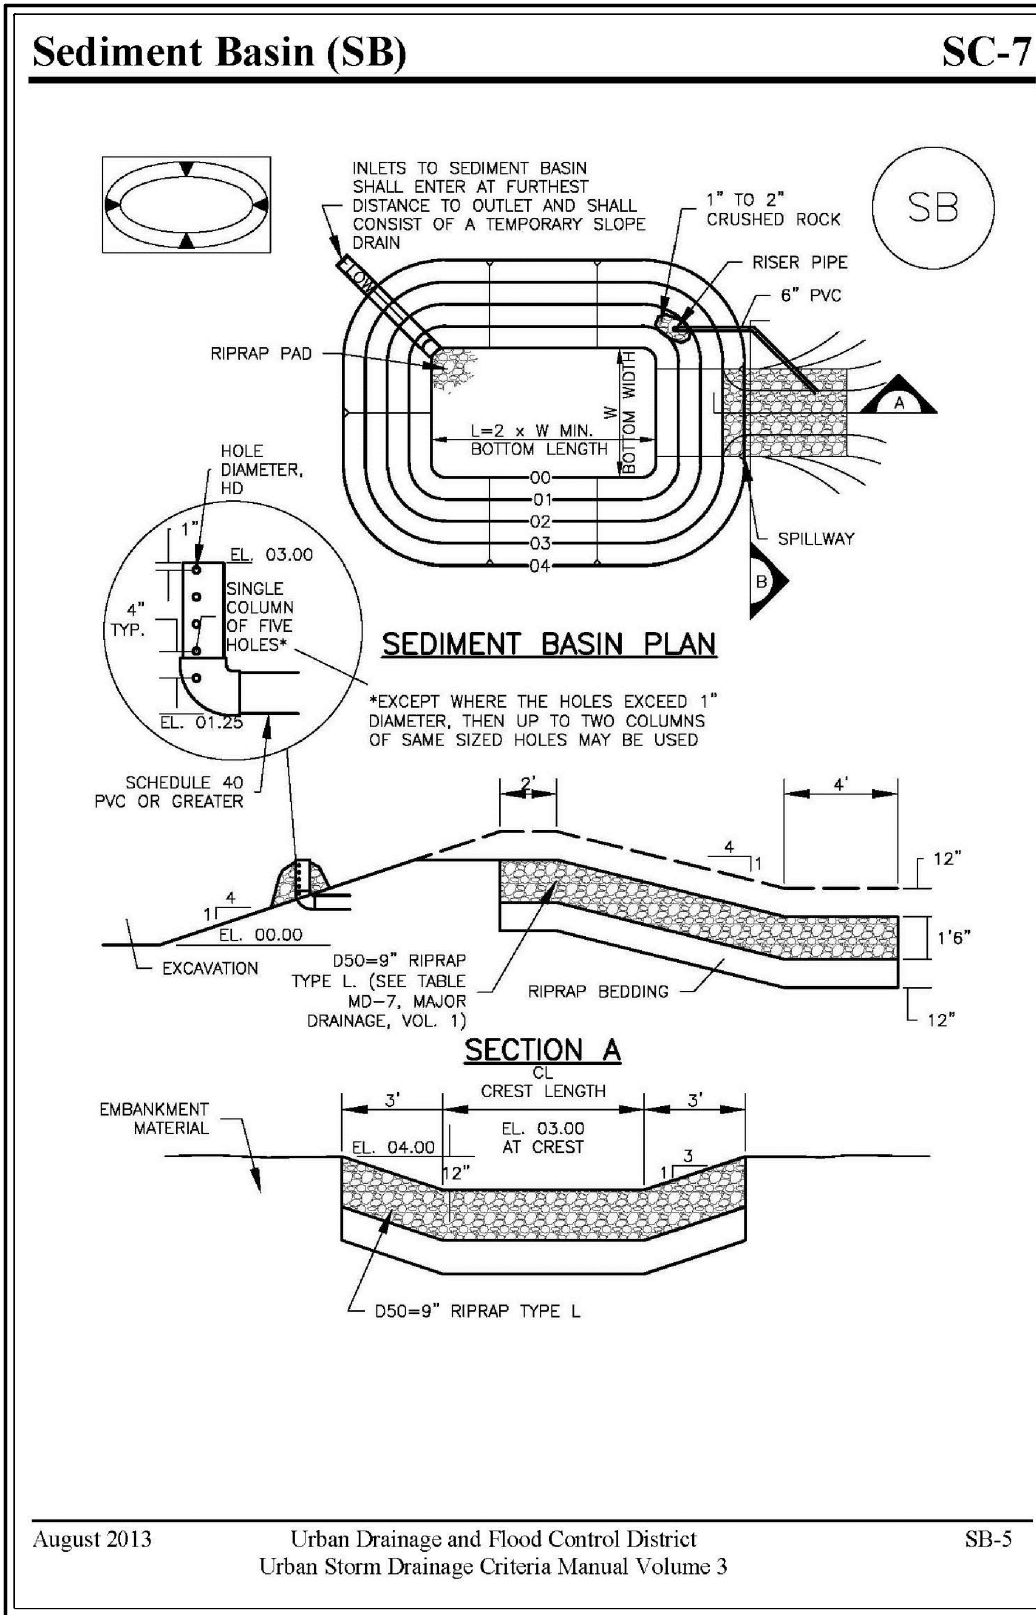 Sediment Basin (SB) SC-7
INLETS TO SEDIMENT BASIN
SHALL ENTER AT FURTHEST
DISTANCE TO OUTLET AND SHALL
CONSIST OF A TEMPORARY SLOPE
DRAIN
1" TO 2"
CRUSHED ROCK
SB
RISER PIPE
6" PVC
FLOW
RIPRAP PAD
A
W
BOTTOM WIDTH
L=2 x W MIN.
BOTTOM LENGTH
00
01
02
03
04
SPILLWAY
B
HOLE
DIAMETER,
HD
1"
EL. 03.00
4"
TYP.
SINGLE
COLUMN
OF FIVE
HOLES*
EL. 01.25
SEDIMENT BASIN PLAN
*EXCEPT WHERE THE HOLES EXCEED 1"
DIAMETER, THEN UP TO TWO COLUMNS
OF SAME SIZED HOLES MAY BE USED
SCHEDULE 40
PVC OR GREATER
2'
4'
4
1
12"
4
1
EL. 00.00
1'6"
EXCAVATION
D50=9" RIPRAP
TYPE L. (SEE TABLE
MD-7, MAJOR
DRAINAGE, VOL. 1)
RIPRAP BEDDING
12"
SECTION A
CL
CREST LENGTH
3'
3'
EMBANKMENT
MATERIAL
EL. 04.00
EL. 03.00
AT CREST
12"
3
1
D50=9" RIPRAP TYPE L
August 2013 Urban Drainage and Flood Control District SB-5
Urban Storm Drainage Criteria Manual Volume 3